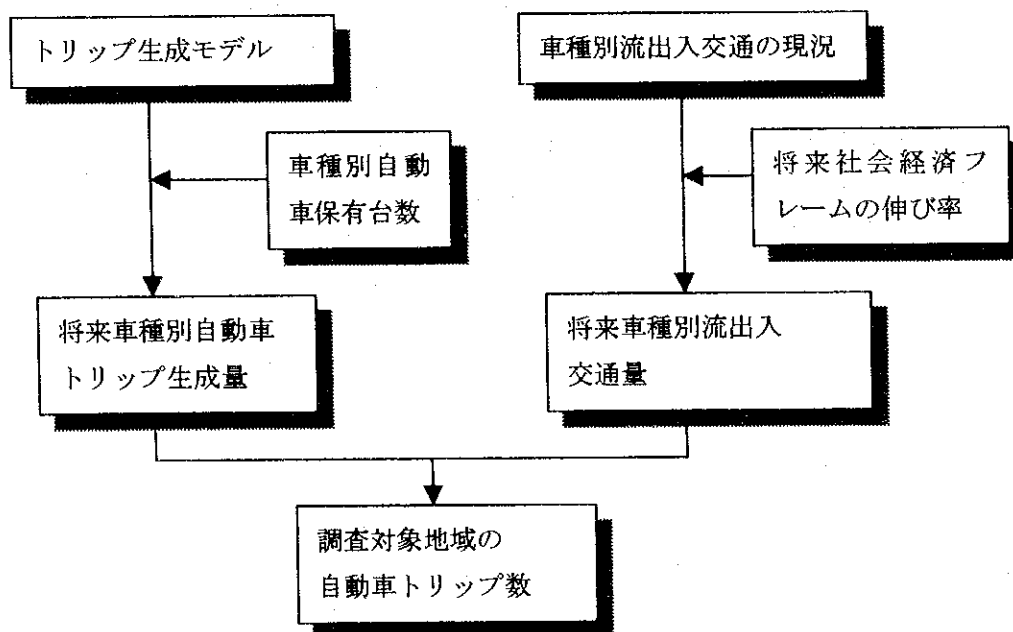 トリップ生成モデル
車種別流出入交通の現況
車種別自動
車保有台数
将来社会経済フ
レームの伸び率
将来車種別自動車
トリップ生成量
将来車種別流出入
交通量
調査対象地域の
自動車トリップ数